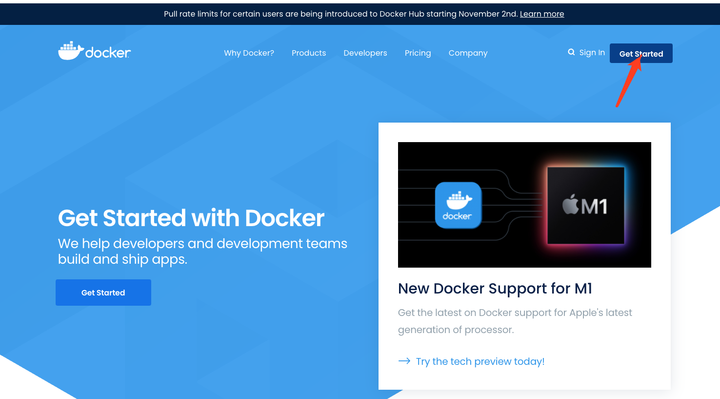 Pull rate limits for certain users are being introduced to Docker Hub starting November 2nd. Learn more
docker
Why Docker?
Products
Developers
Pricing
Company
Sign In
Get Started
docker
M1
Get Started with Docker
We help developers and development teams
build and ship apps.
Get Started
New Docker Support for M1
Get the latest on Docker support for Apple's latest
generation of processor.
Try the tech preview today!